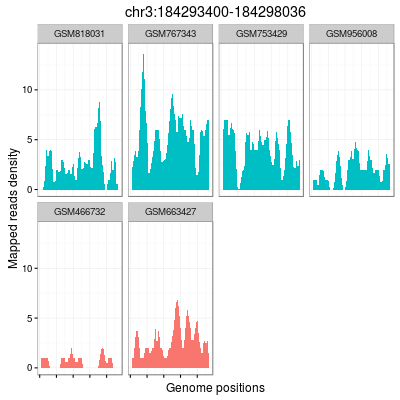 chr3:184293400-184298036
GSM818031 GSM767343 GSM753429 GSM956008
10
5
0
GSM466732 GSM663427
10
5
0
Mapped reads density
Genome positions